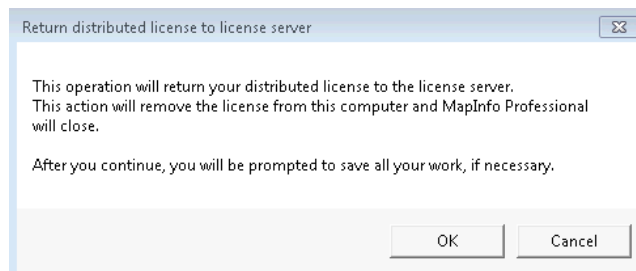 Return distributed license to license server
This operation will return your distributed license to the license server.
This action will remove the license from this computer and MapInfo Professional
will close.
After you continue, you will be prompted to save all your work, if necessary.
OK
Cancel